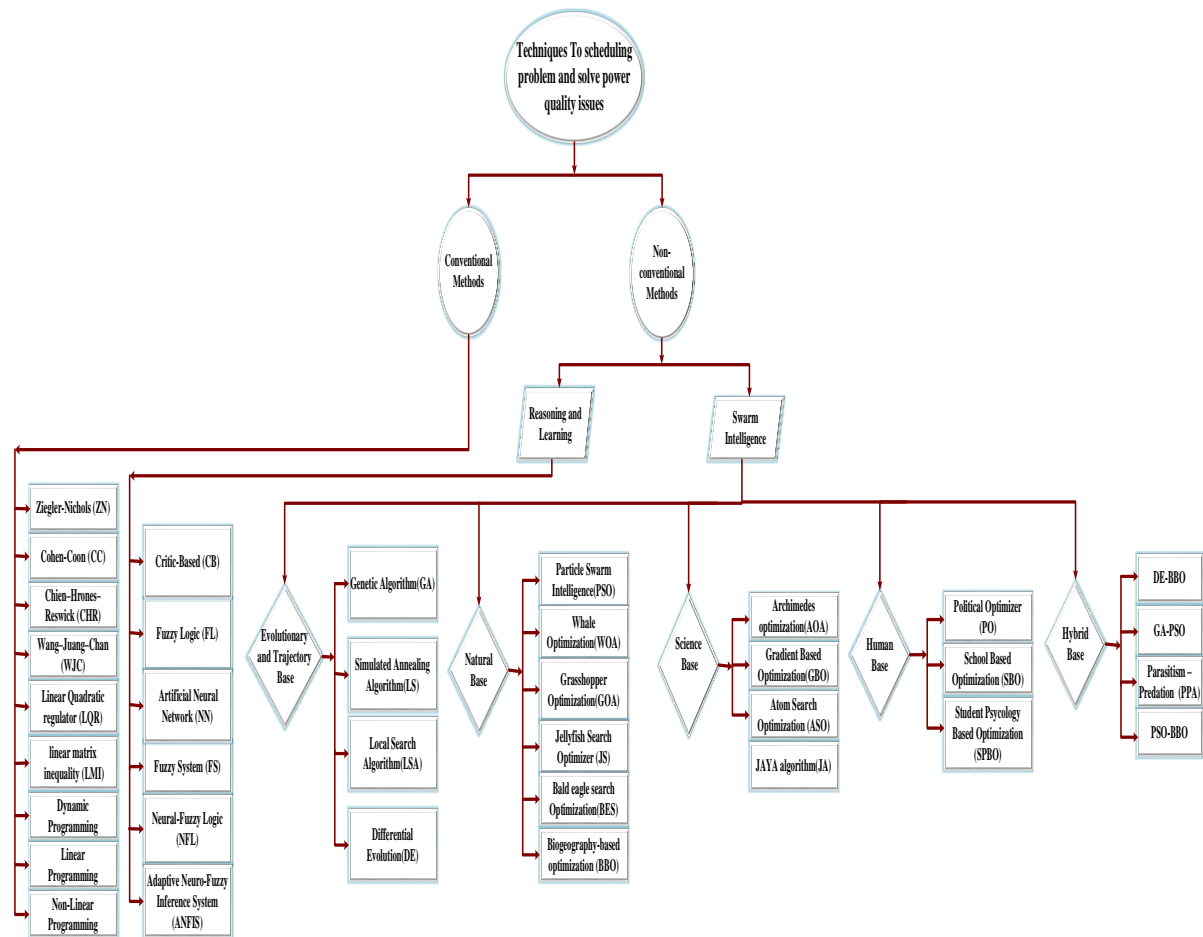 Techniques To scheduling
problem and solve power
quality issues
Conventional
Methods
Non-
conventional
Methods
Reasoning and
Learning
Swarm
Intelligence
Ziegler-Nichols (ZN)
Cohen-Coon (CC)
Chien–Hrones–
Reswick (CHR)
Wang–Juang–Chan
(WJC)
Linear Quadratic
regulator (LQR)
linear matrix
inequality (LMI)
Dynamic
Programming
Linear
Programming
Non-Linear
Programming
Critic-Based (CB)
Fuzzy Logic (FL)
Artificial Neural
Network (NN)
Fuzzy System (FS)
Neural-Fuzzy Logic
(NFL)
Adaptive Neuro-Fuzzy
Inference System
(ANFIS)
Evolutionary
and Trajectory
Base
Genetic Algorithm(GA)
Simulated Annealing
Algorithm(LS)
Local Search
Algorithm(LSA)
Differential
Evolution(DE)
Natural
Base
Particle Swarm
Intelligence(PSO)
Whale
Optimization(WOA)
Grasshopper
Optimization(GOA)
Jellyfish Search
Optimizer (JS)
Bald eagle search
Optimization(BES)
Biogeography-based
optimization (BBO)
Science
Base
Archimedes
optimization(AOA)
Gradient Based
Optimization(GBO)
Atom Search
Optimization (ASO)
JAYA algorithm(JA)
Human
Base
Political Optimizer
(PO)
School Based
Optimization (SBO)
Student Psycology
Based Optimization
(SPBO)
Hybrid
Base
DE-BBO
GA-PSO
Parasitism –
Predation (PPA)
PSO-BBO